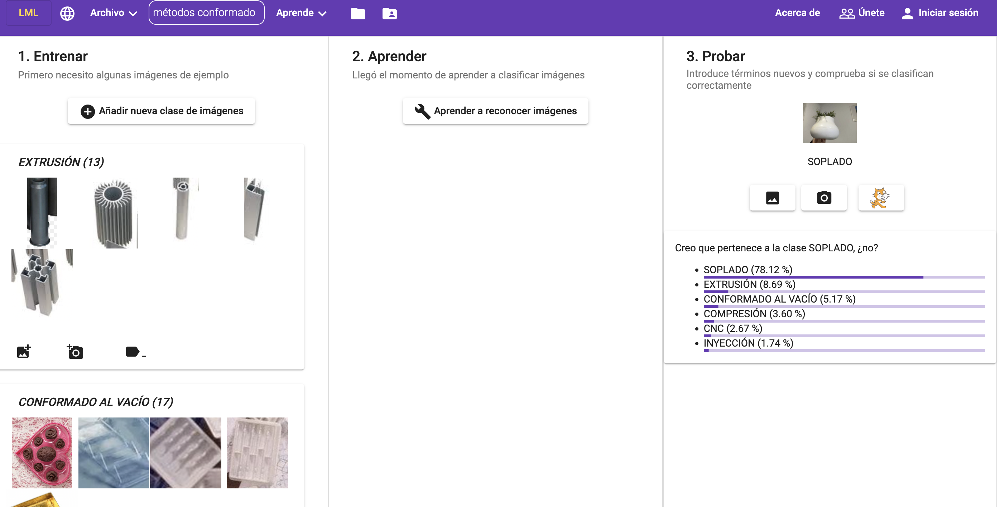 LML
Archivo
métodos conformado
Aprende
Acerca de
Únete
Iniciar sesión
1. Entrenar
Primero necesito algunas imágenes de ejemplo
Añadir nueva clase de imágenes
EXTRUSIÓN (13)
CONFORMADO AL VACÍO (17)
2. Aprender
Llegó el momento de aprender a clasificar imágenes
Aprender a reconocer imágenes
3. Probar
Introduce términos nuevos y comprueba si se clasifican
correctamente
SOPLADO
Creo que pertenece a la clase SOPLADO, ¿no?
SOPLADO (78.12 %)
EXTRUSIÓN (8.69 %)
CONFORMADO AL VACÍO (5.17 %)
COMPRESIÓN (3.60 %)
CNC (2.67 %)
INYECCIÓN (1.74 %)